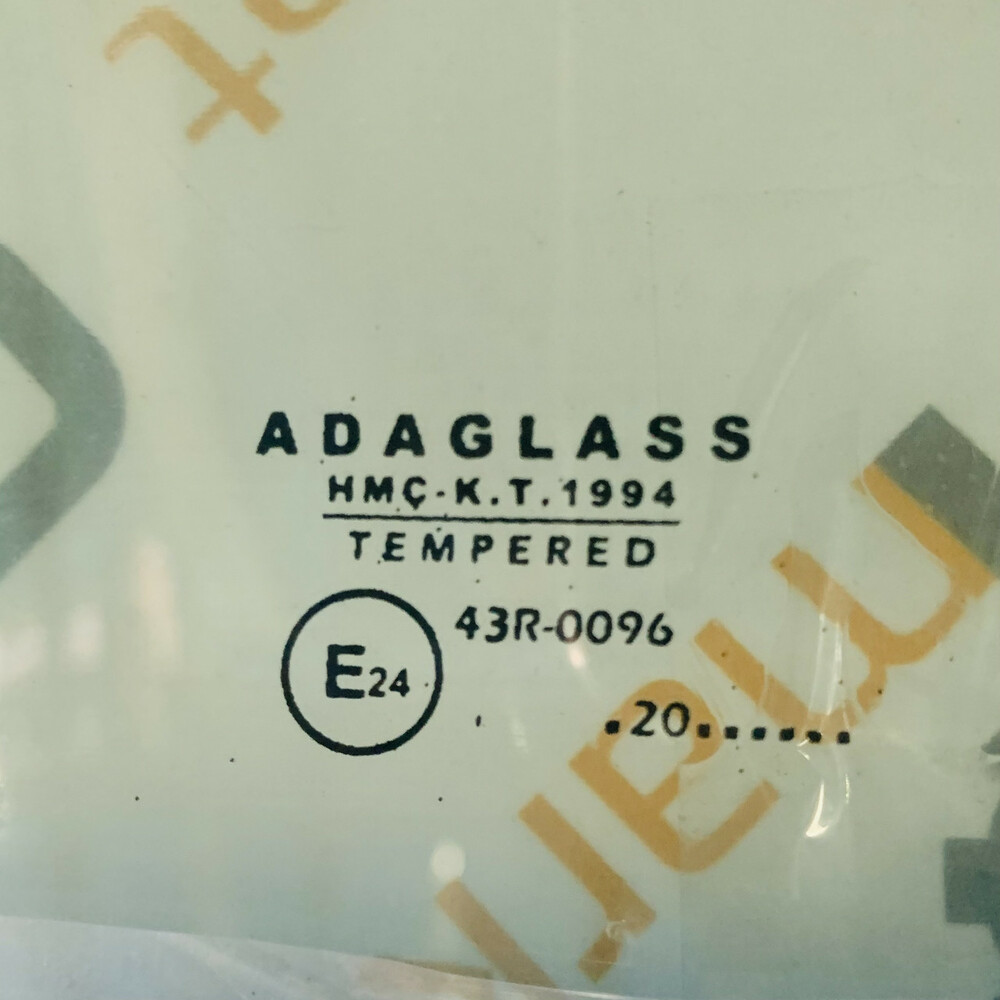 ADAGLASS
HMÇ-K.T.1994
TEMPERED
43R-0096
E24
.20.......